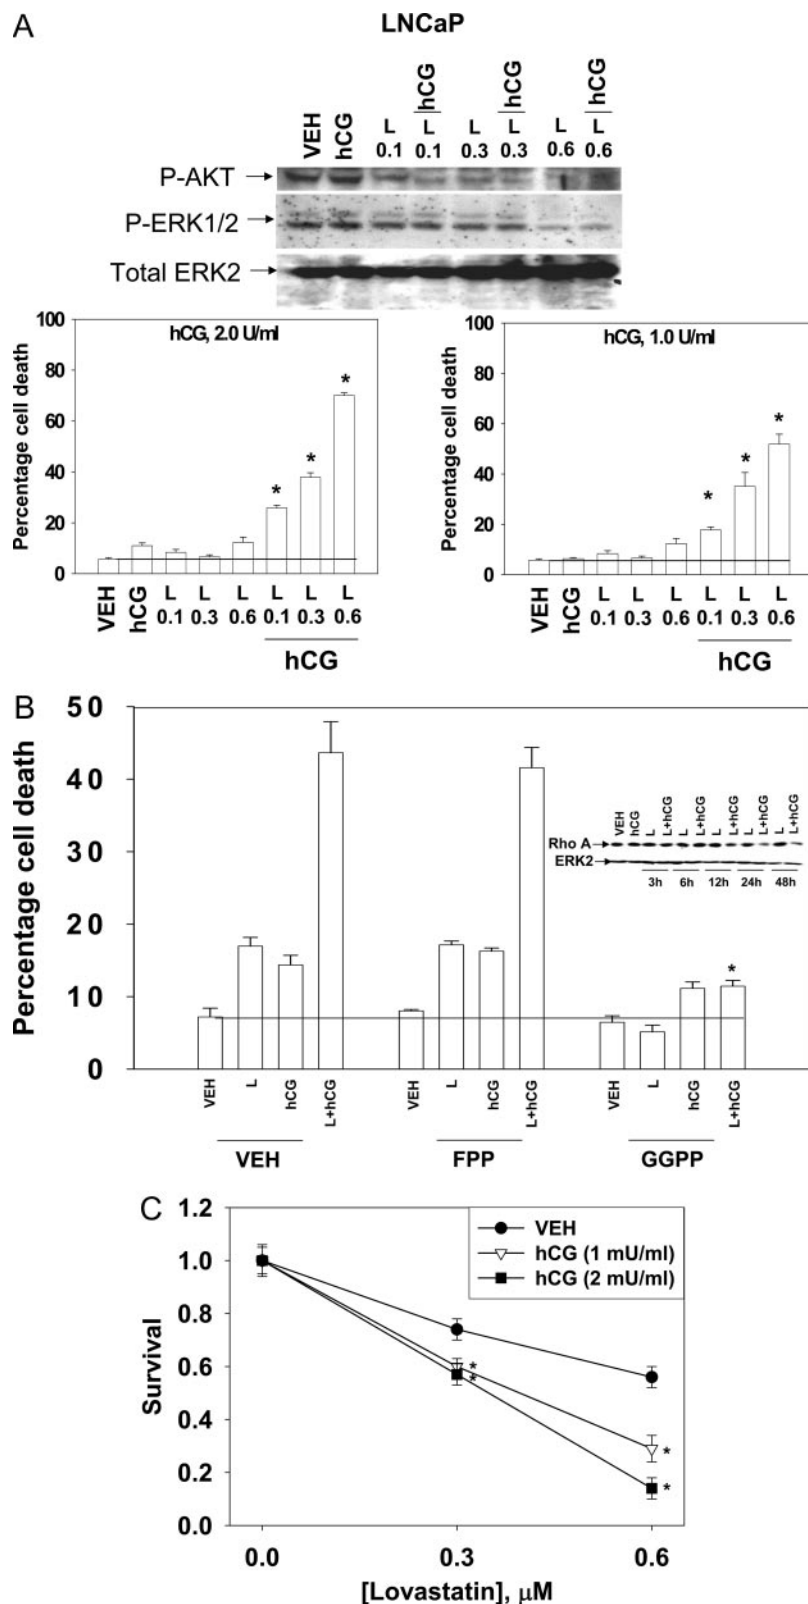 A
LNCaP
hCG hCG hCG
VEH hCG L L L L L L
0.1 0.1 0.3 0.3 0.6 0.6
P-AKT
P-ERK1/2
Total ERK2
hCG, 2.0 U/ml
Percentage cell death
100
80
60
40
20
0
* * *
VEH hCG L L L L L L
0.1 0.3 0.6 0.1 0.3 0.6
hCG
hCG, 1.0 U/ml
Percentage cell death
100
80
60
40
20
0
* * *
VEH hCG L L L L L L
0.1 0.3 0.6 0.1 0.3 0.6
hCG
B
Percentage cell death
50
40
30
20
10
0
VEH hCG L L+hCG L L+hCG L L+hCG L L+hCG L L+hCG
Rho A
ERK2
3h 6h 12h 24h 48h
*
VEH L hCG L+hCG VEH L hCG L+hCG VEH L hCG L+hCG
VEH FPP GGPP
C
Survival
1.2
1.0
0.8
0.6
0.4
0.2
0.0
VEH
hCG (1 mU/ml)
hCG (2 mU/ml)
*
*
*
*
0.0 0.3 0.6
[Lovastatin], μM